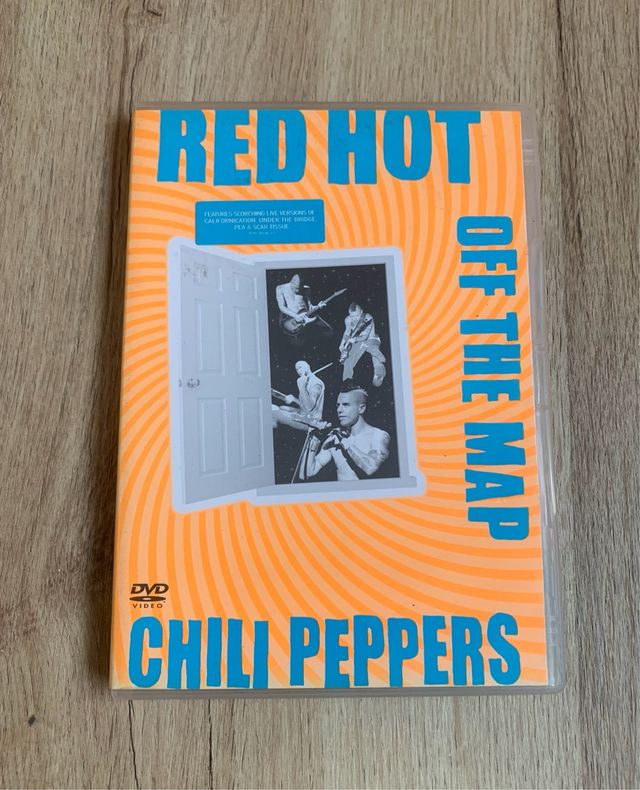 RED HOT
FEATURES SCORCHING LIVE VERSIONS OF
CALIFORNICATION, UNDER THE BRIDGE,
PEA & SCAR TISSUE
OFF THE MAP
DVD
VIDEO
CHILI PEPPERS